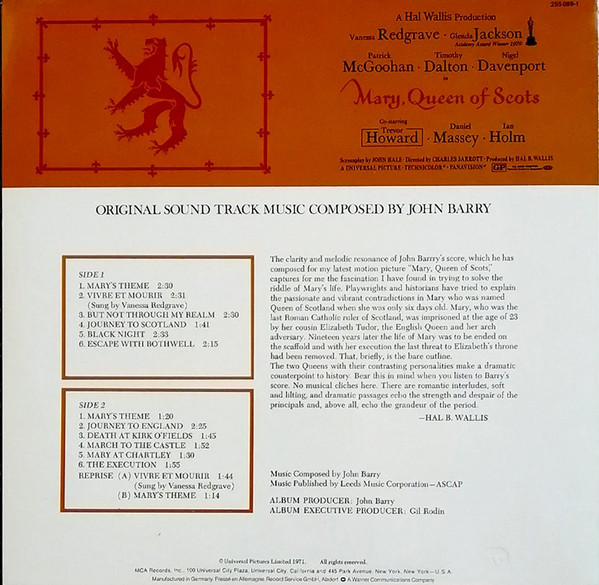 255 089-1
A Hal Wallis Production
Vanessa Redgrave · Glenda Jackson
Academy Award Winner 1970
Patrick McGoohan · Timothy Dalton · Nigel Davenport
in
Mary, Queen of Scots
Co-starring
Trevor Howard · Daniel Massey · Ian Holm
Screenplay by JOHN HALE · Directed by CHARLES JARROTT · Produced by HAL B. WALLIS
A UNIVERSAL PICTURE · TECHNICOLOR® · PANAVISION® GP
ORIGINAL SOUND TRACK MUSIC COMPOSED BY JOHN BARRY
SIDE 1
1. MARY'S THEME 2:30
2. VIVRE ET MOURIR 2:31
(Sung by Vanessa Redgrave)
3. BUT NOT THROUGH MY REALM 2:30
4. JOURNEY TO SCOTLAND 1:41
5. BLACK NIGHT 2:33
6. ESCAPE WITH BOTHWELL 2:15
SIDE 2
1. MARY'S THEME 1:20
2. JOURNEY TO ENGLAND 2:25
3. DEATH AT KIRK O'FIELDS 1:45
4. MARCH TO THE CASTLE 1:52
5. MARY AT CHARTLEY 1:30
6. THE EXECUTION 1:55
REPRISE (A) VIVRE ET MOURIR 1:44
(Sung by Vanessa Redgrave)
(B) MARY'S THEME 1:14
The clarity and melodic resonance of John Barrry's score, which he has
composed for my latest motion picture "Mary, Queen of Scots,"
captures for me the fascination I have found in trying to solve the
riddle of Mary's life. Playwrights and historians have tried to explain
the passionate and vibrant contradictions in Mary who was named
Queen of Scotland when she was only six days old. Mary, who was the
last Roman Catholic ruler of Scotland, was imprisoned at the age of 23
by her cousin Elizabeth Tudor, the English Queen and her arch
adversary. Nineteen years later the life of Mary was to be ended on
the scaffold and with her execution the last threat to Elizabeth's throne
had been removed. That, briefly, is the bare outline.
The two Queens with their contrasting personalities make a dramatic
counterpoint to history. Bear this in mind when you listen to Barry's
score. No musical cliches here. There are romantic interludes, soft
and lilting, and dramatic passages echo the strength and despair of the
principals and, above all, echo the grandeur of the period.
—HAL B. WALLIS
Music Composed by John Barry
Music Published by Leeds Music Corporation—ASCAP
ALBUM PRODUCER: John Barry
ALBUM EXECUTIVE PRODUCER: Gil Rodin
© Universal Pictures Limited 1971. All rights reserved.
MCA Records, Inc., 100 Universal City Plaza, Universal City, California and 445 Park Avenue, New York, New York—U.S.A.
Manufactured in Germany. Pressé en Allemagne. Record Service GmbH, Alsdorf. A Warner Communications Company